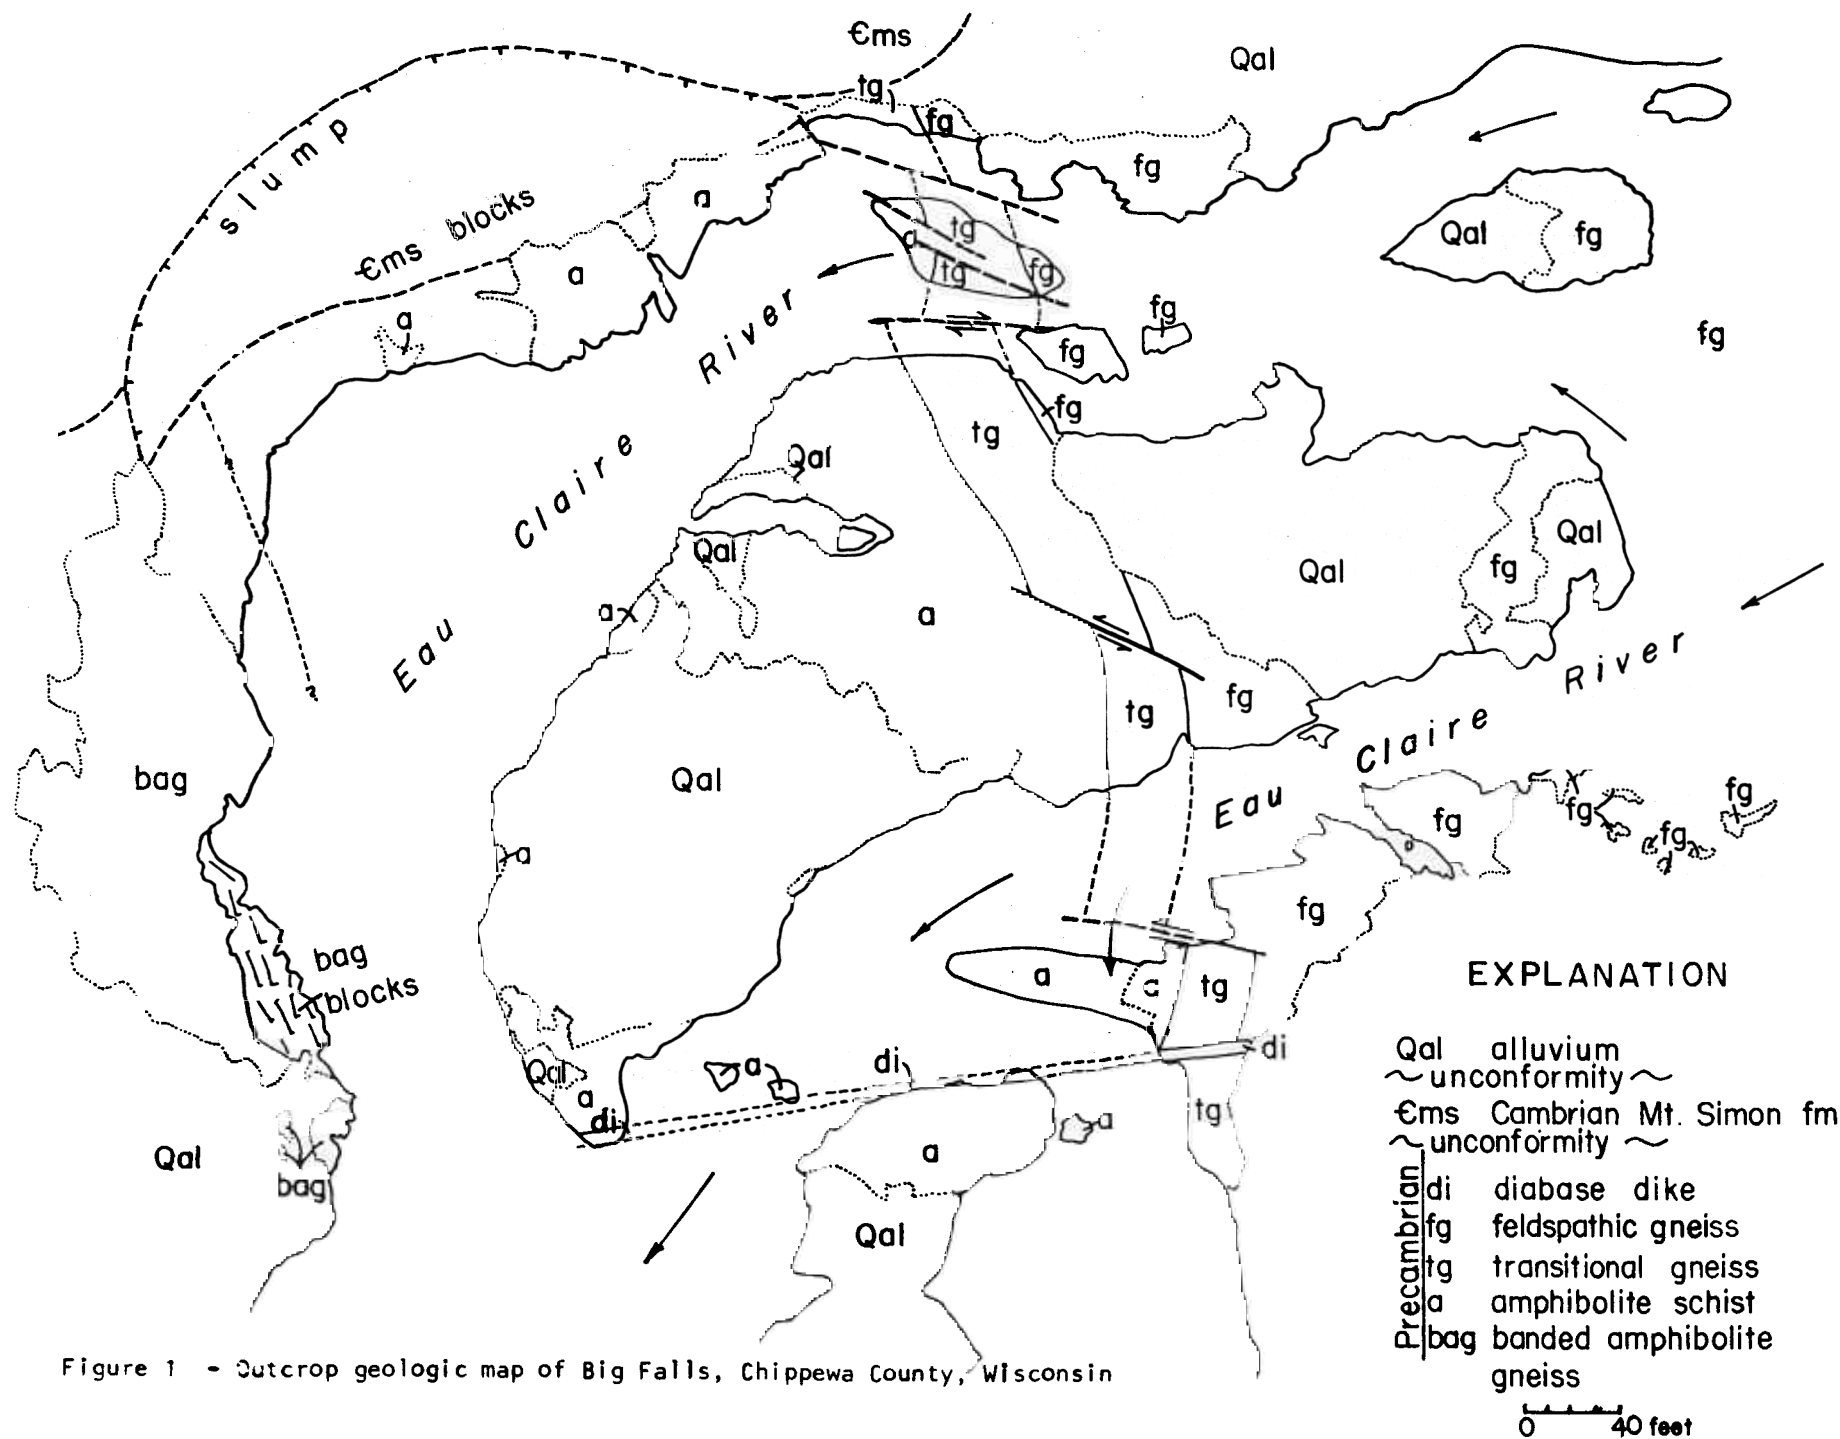 Єms
Qal
tg
fg
fg
slump
a
Єms blocks
a
a
tg
a
tg
fg
Qal
fg
fg
fg
fg
River
fg
tg
Qal
Claire
Qal
Qal
fg
Qal
a
a
Eau
River
tg
fg
Claire
bag
Qal
Eau
fg
fg
fg
fg
a
fg
bag
blocks
a
a
tg
Qal
a
a
di
di
di
tg
a
a
Qal
bag
Qal
EXPLANATION
Qal alluvium
~unconformity~
Єms Cambrian Mt. Simon fm
~unconformity~
Precambrian
di diabase dike
fg feldspathic gneiss
tg transitional gneiss
a amphibolite schist
bag banded amphibolite
gneiss
0 40 feet
Figure 1 - Outcrop geologic map of Big Falls, Chippewa County, Wisconsin